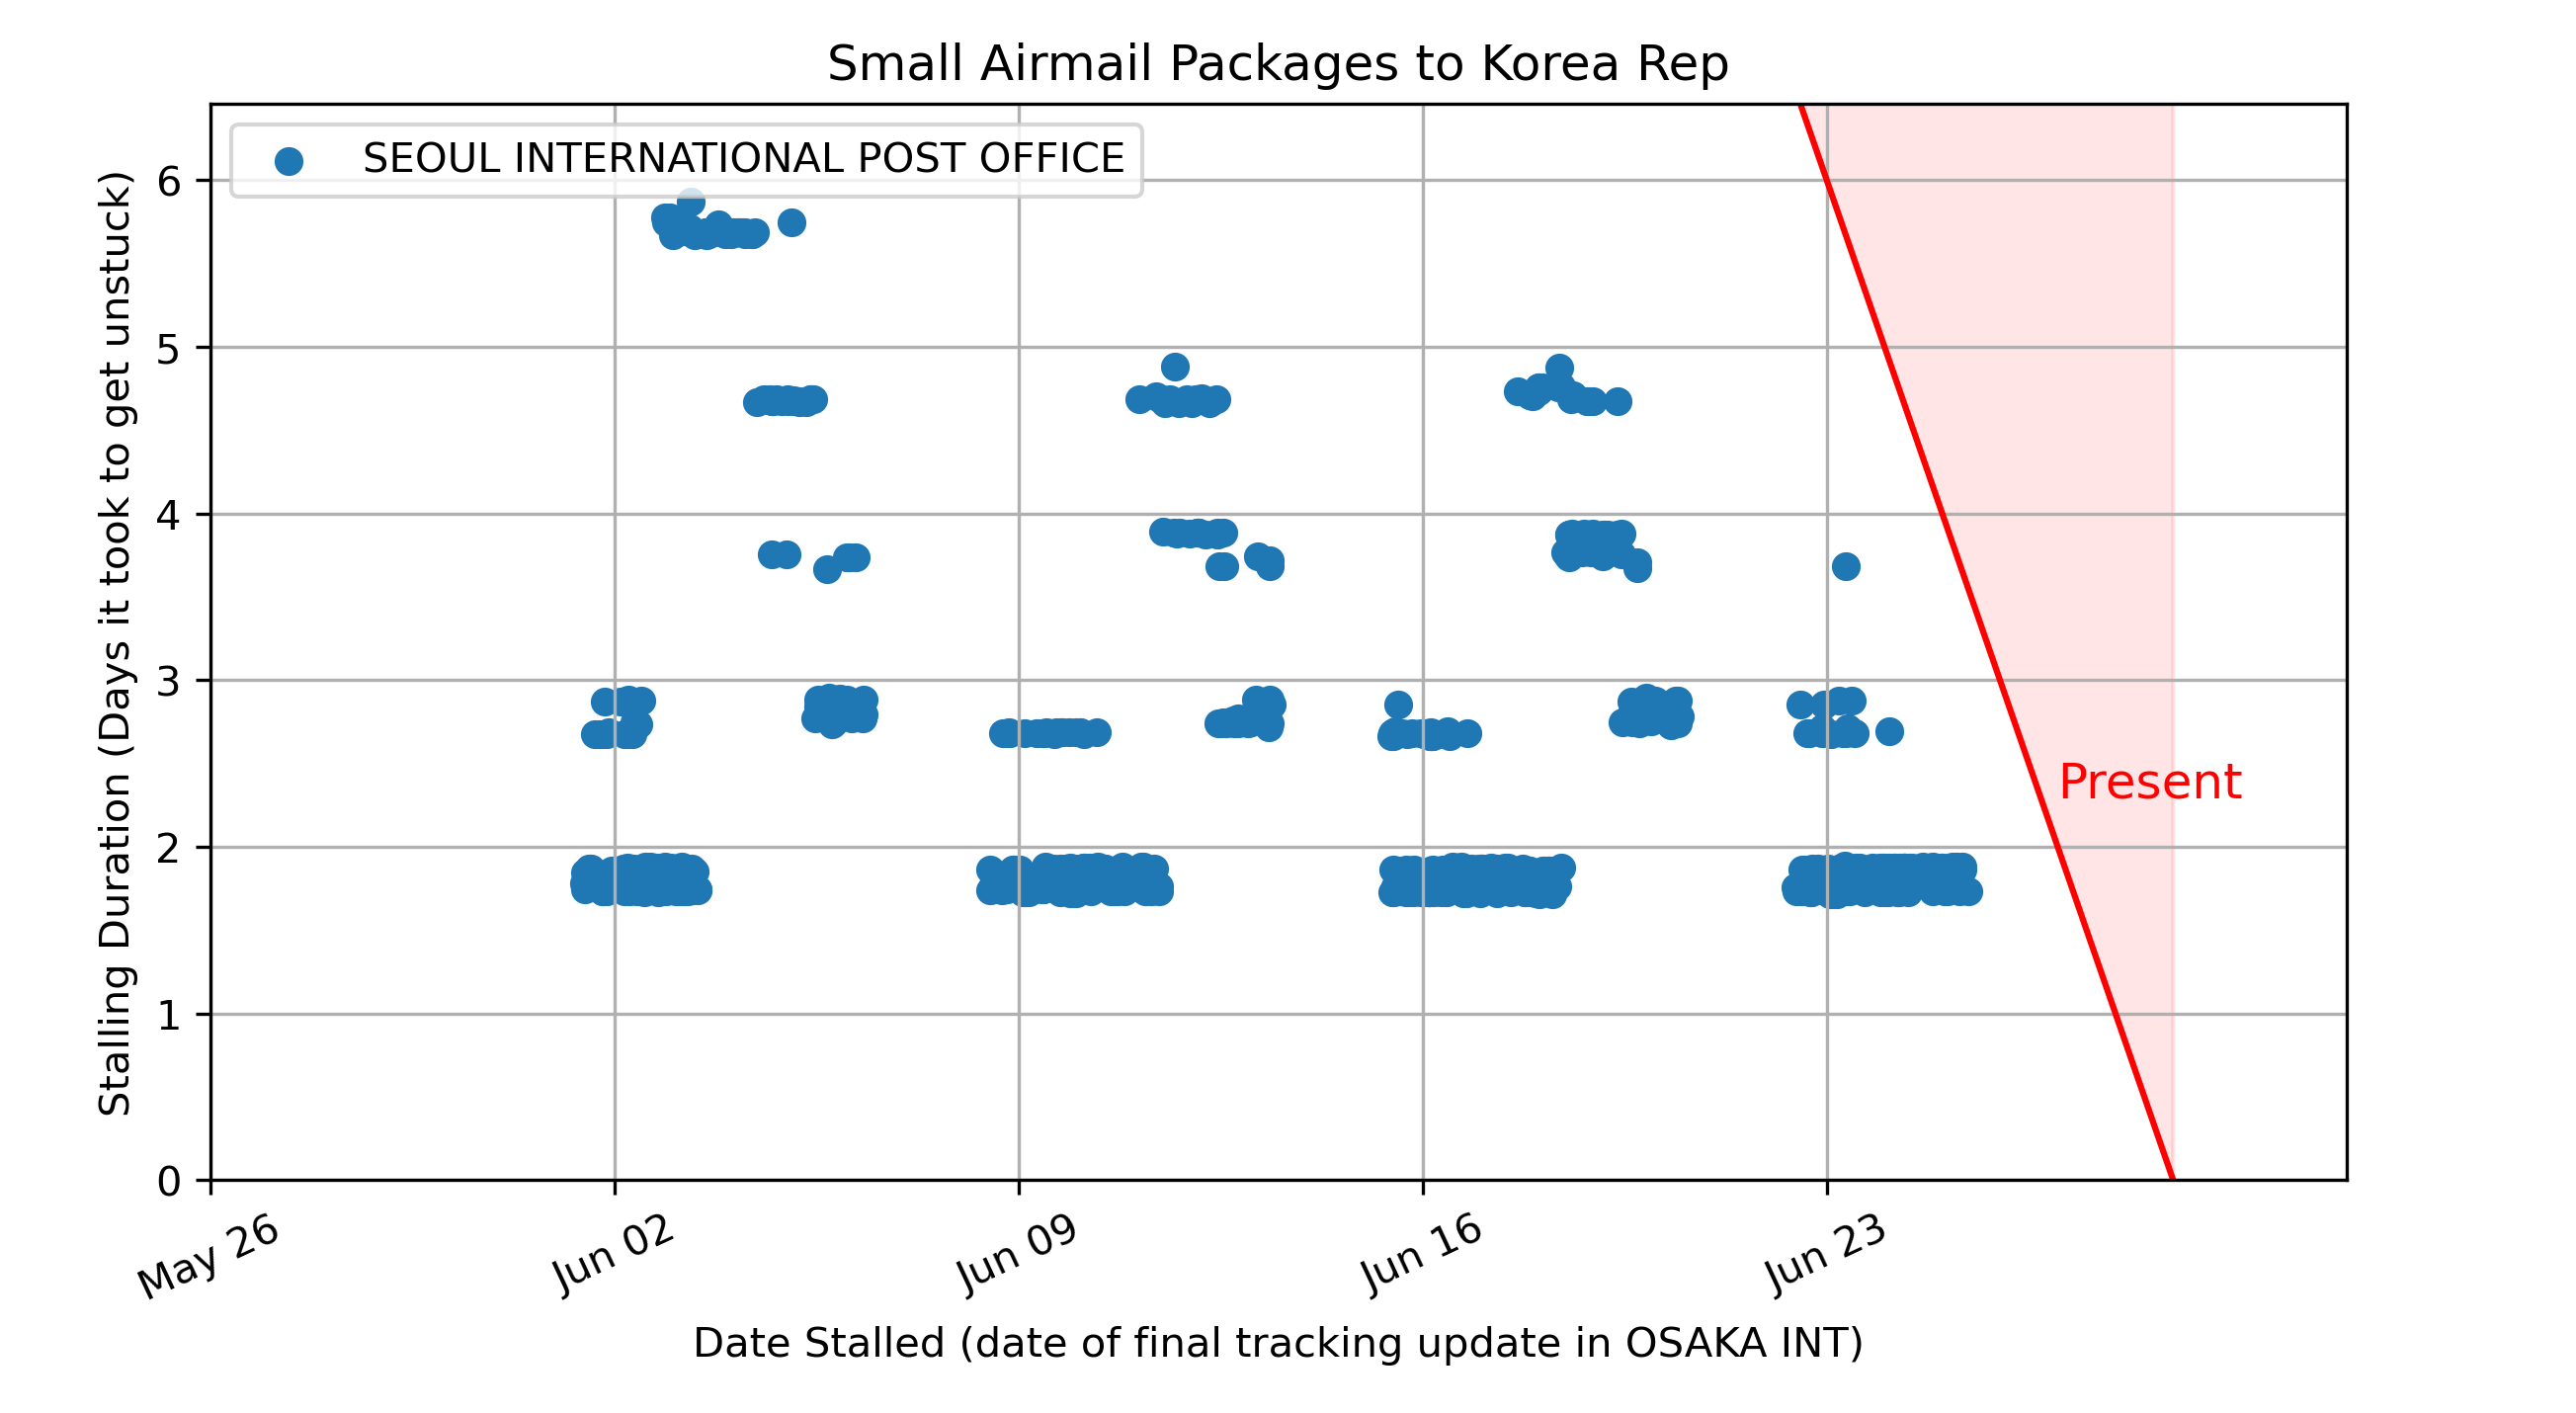 Small Airmail Packages to Korea Rep
SEOUL INTERNATIONAL POST OFFICE
Stalling Duration (Days it took to get unstuck)
6
5
4
3
2
1
0
Present
May 26
Jun 02
Jun 09
Jun 16
Jun 23
Date Stalled (date of final tracking update in OSAKA INT)